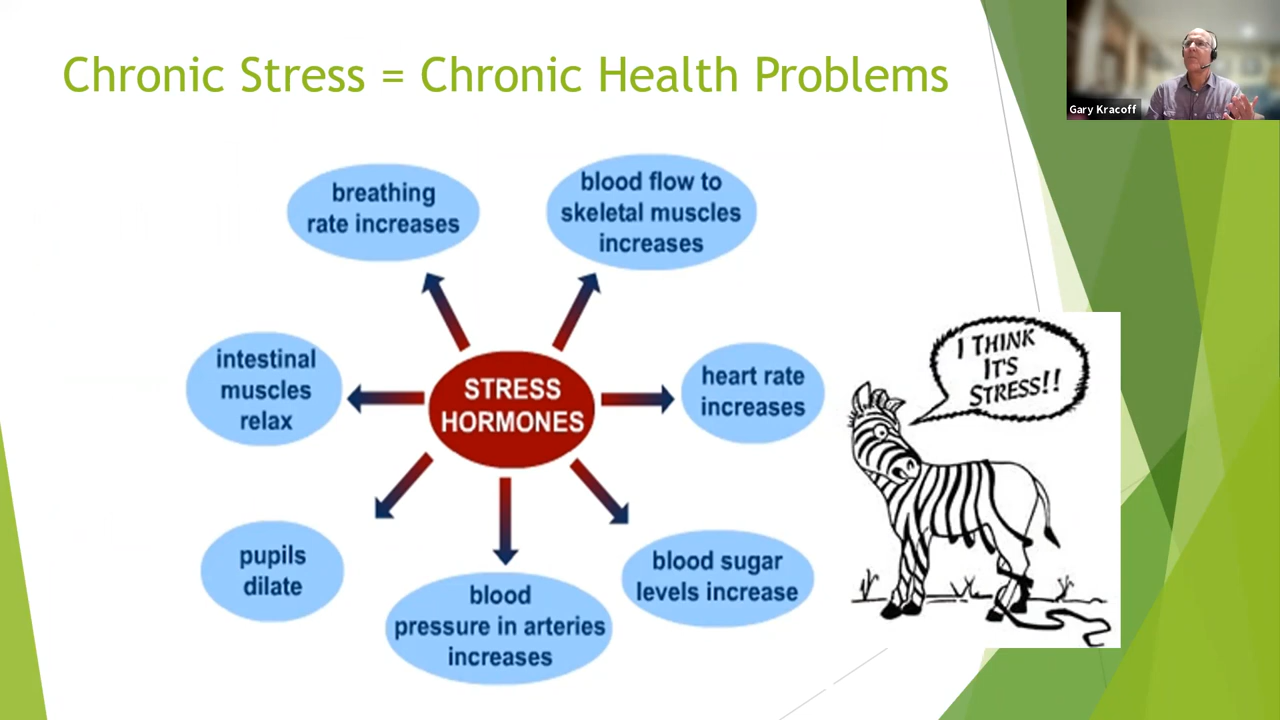 Chronic Stress = Chronic Health Problems
Gary Kracoff
breathing
rate increases
blood flow to
skeletal muscles
increases
intestinal
muscles
relax
STRESS
HORMONES
heart rate
increases
I THINK
IT'S
STRESS!!
pupils
dilate
blood
pressure in arteries
increases
blood sugar
levels increase